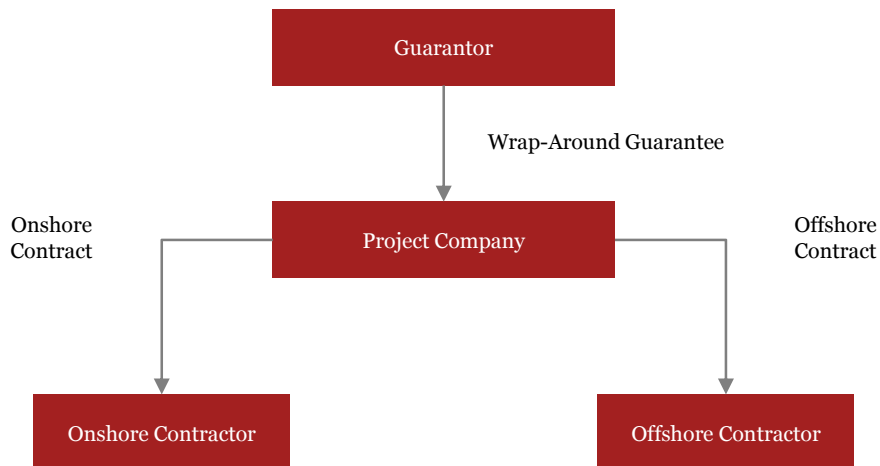 Guarantor
Wrap-Around Guarantee
Onshore
Contract
Project Company
Offshore
Contract
Onshore Contractor
Offshore Contractor